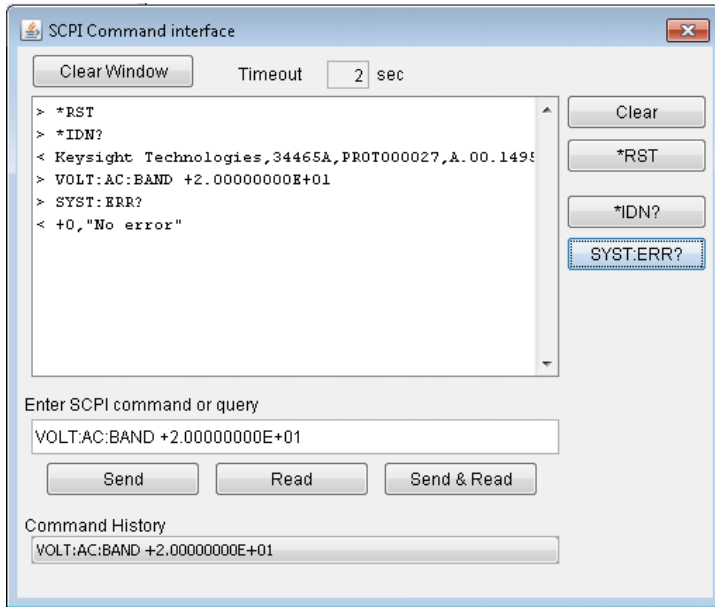 SCPI Command interface
Clear Window Timeout 2 sec
> *RST
> *IDN?
< Keysight Technologies,34465A,PROT000027,A.00.1495
> VOLT:AC:BAND +2.00000000E+01
> SYST:ERR?
< +0,"No error"
Clear
*RST
*IDN?
SYST:ERR?
Enter SCPI command or query
VOLT:AC:BAND +2.00000000E+01
Send Read Send & Read
Command History
VOLT:AC:BAND +2.00000000E+01